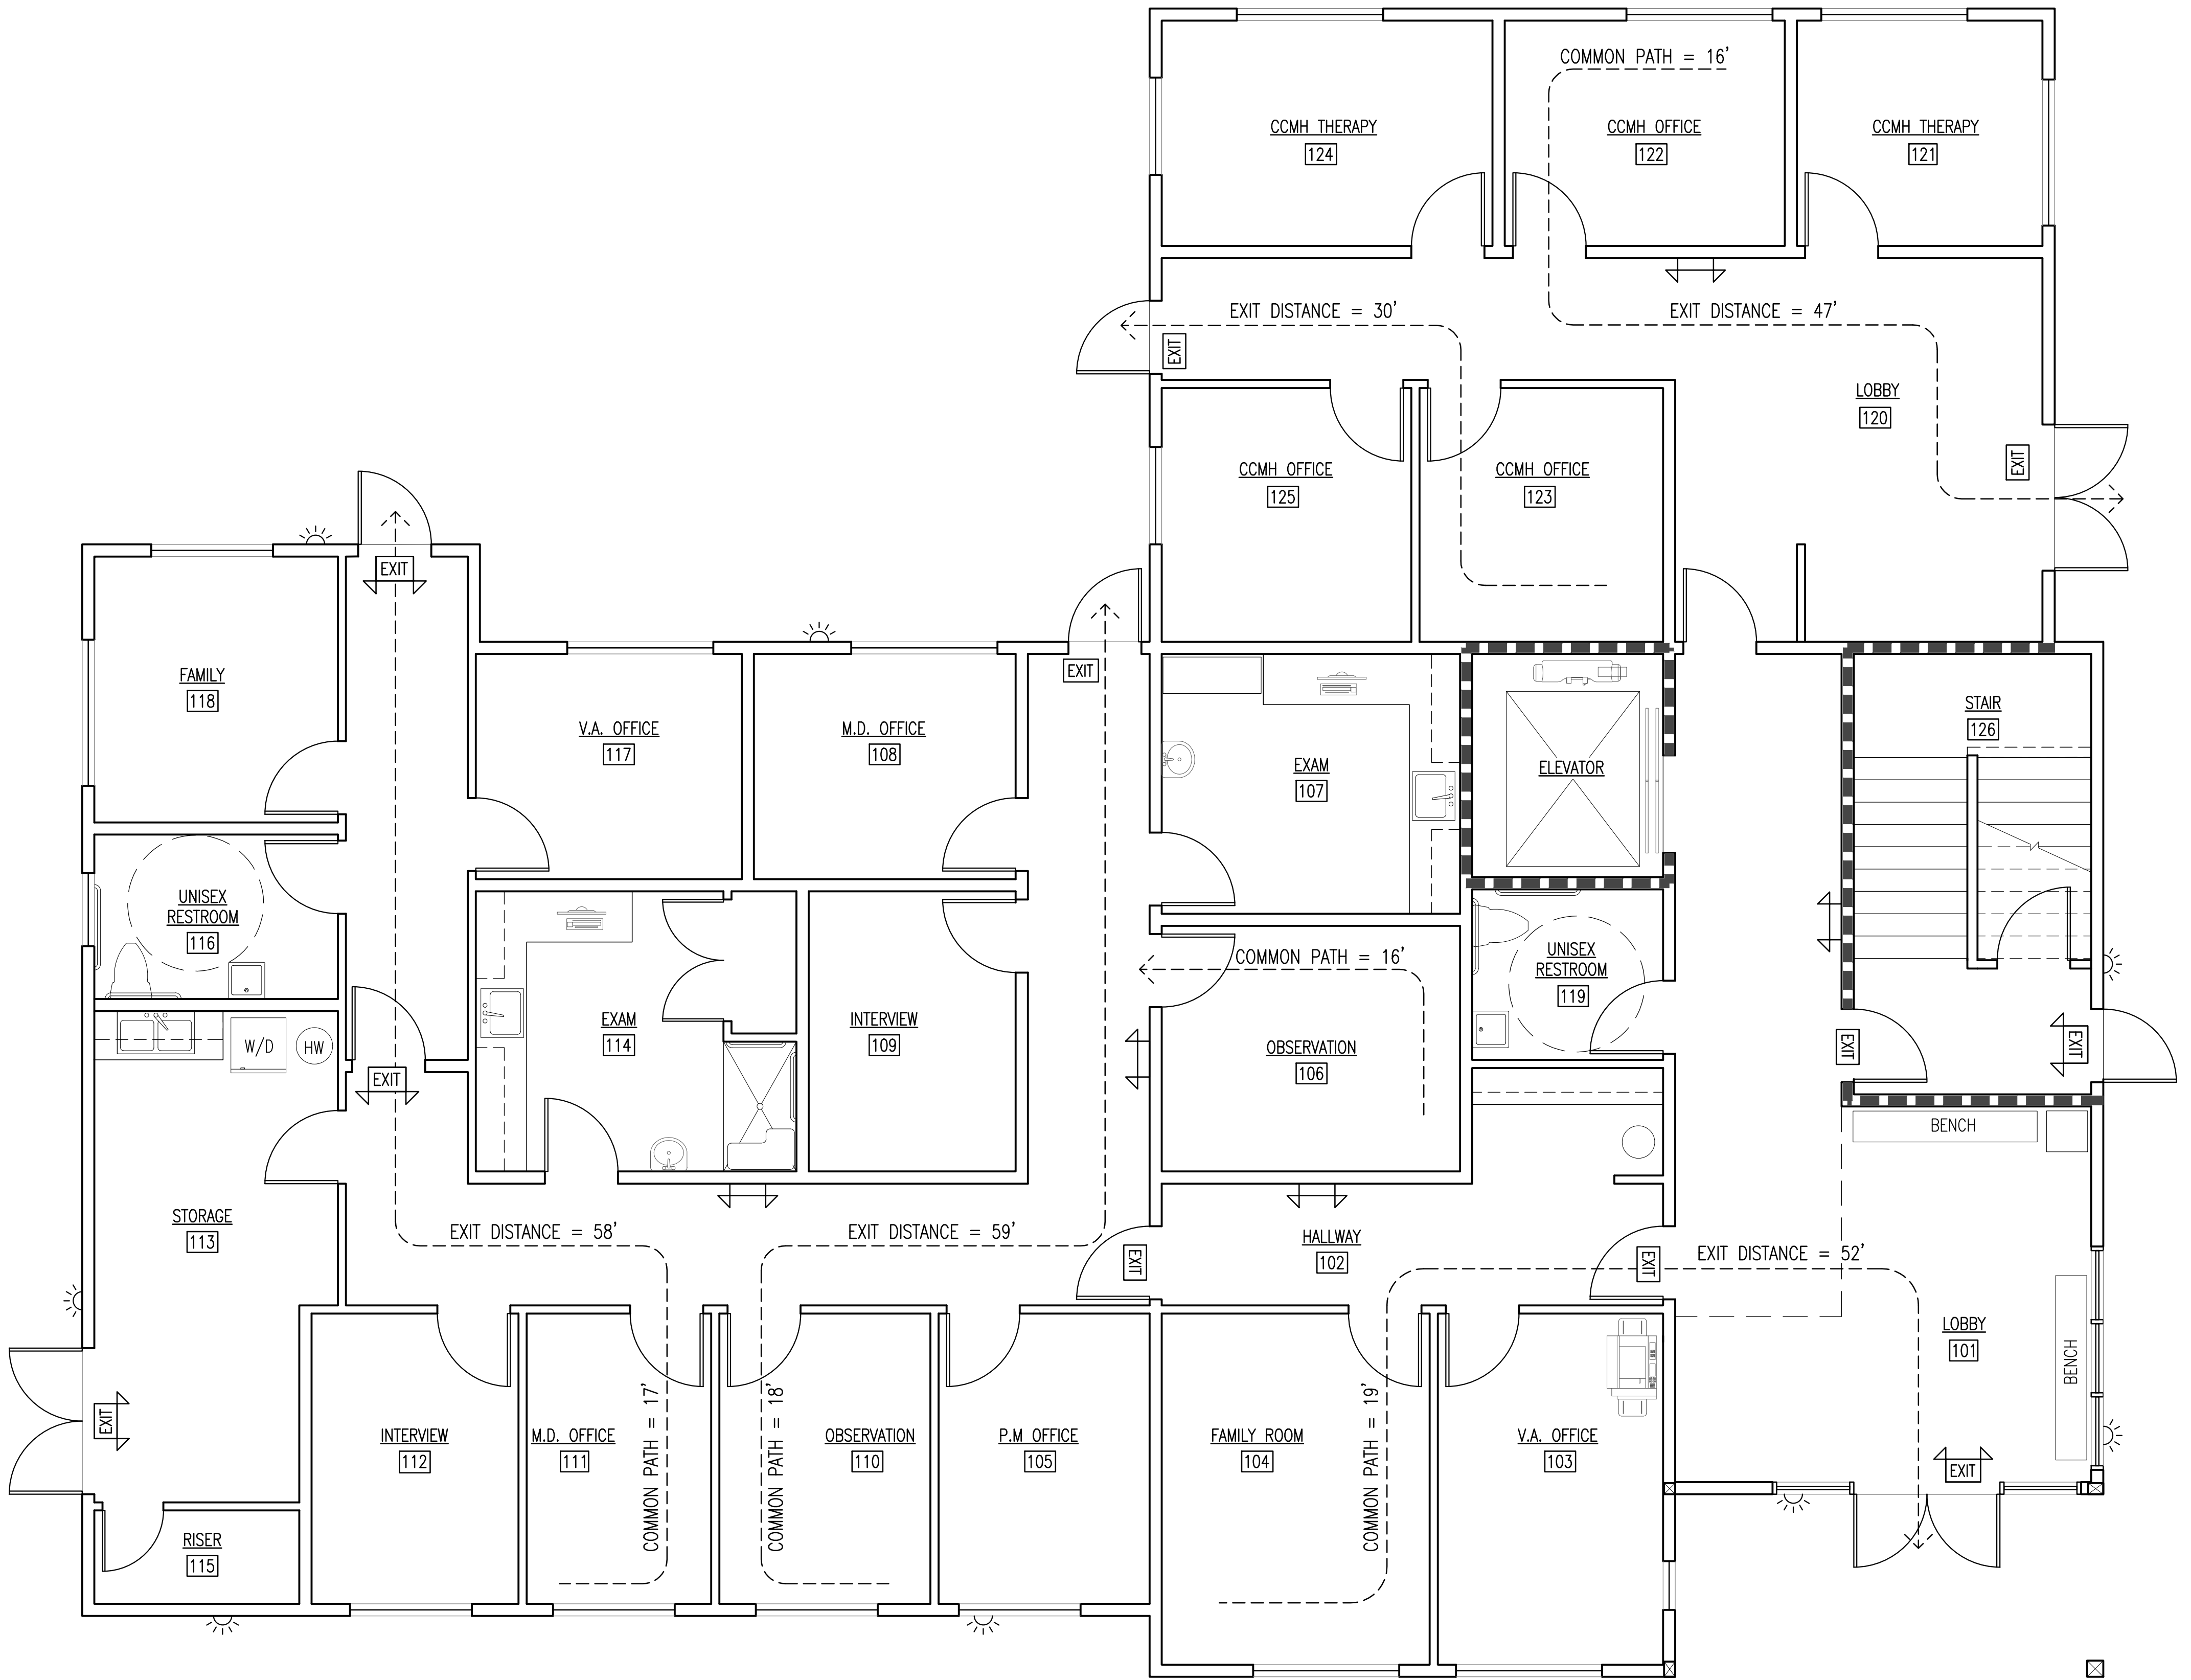 COMMON PATH = 16'
CCMH THERAPY
124
CCMH OFFICE
122
CCMH THERAPY
121
EXIT DISTANCE = 30'
EXIT DISTANCE = 47'
EXIT
LOBBY
120
CCMH OFFICE
125
CCMH OFFICE
123
EXIT
EXIT
EXIT
FAMILY
118
V.A. OFFICE
117
M.D. OFFICE
108
EXAM
107
ELEVATOR
STAIR
126
UNISEX
RESTROOM
116
COMMON PATH = 16'
UNISEX
RESTROOM
119
W/D
HW
EXAM
114
INTERVIEW
109
OBSERVATION
106
EXIT
EXIT
EXIT
BENCH
STORAGE
113
EXIT DISTANCE = 58'
EXIT DISTANCE = 59'
EXIT
HALLWAY
102
EXIT
EXIT DISTANCE = 52'
LOBBY
101
BENCH
EXIT
INTERVIEW
112
M.D. OFFICE
111
COMMON PATH = 17'
COMMON PATH = 18'
OBSERVATION
110
P.M OFFICE
105
FAMILY ROOM
104
COMMON PATH = 19'
V.A. OFFICE
103
EXIT
RISER
115